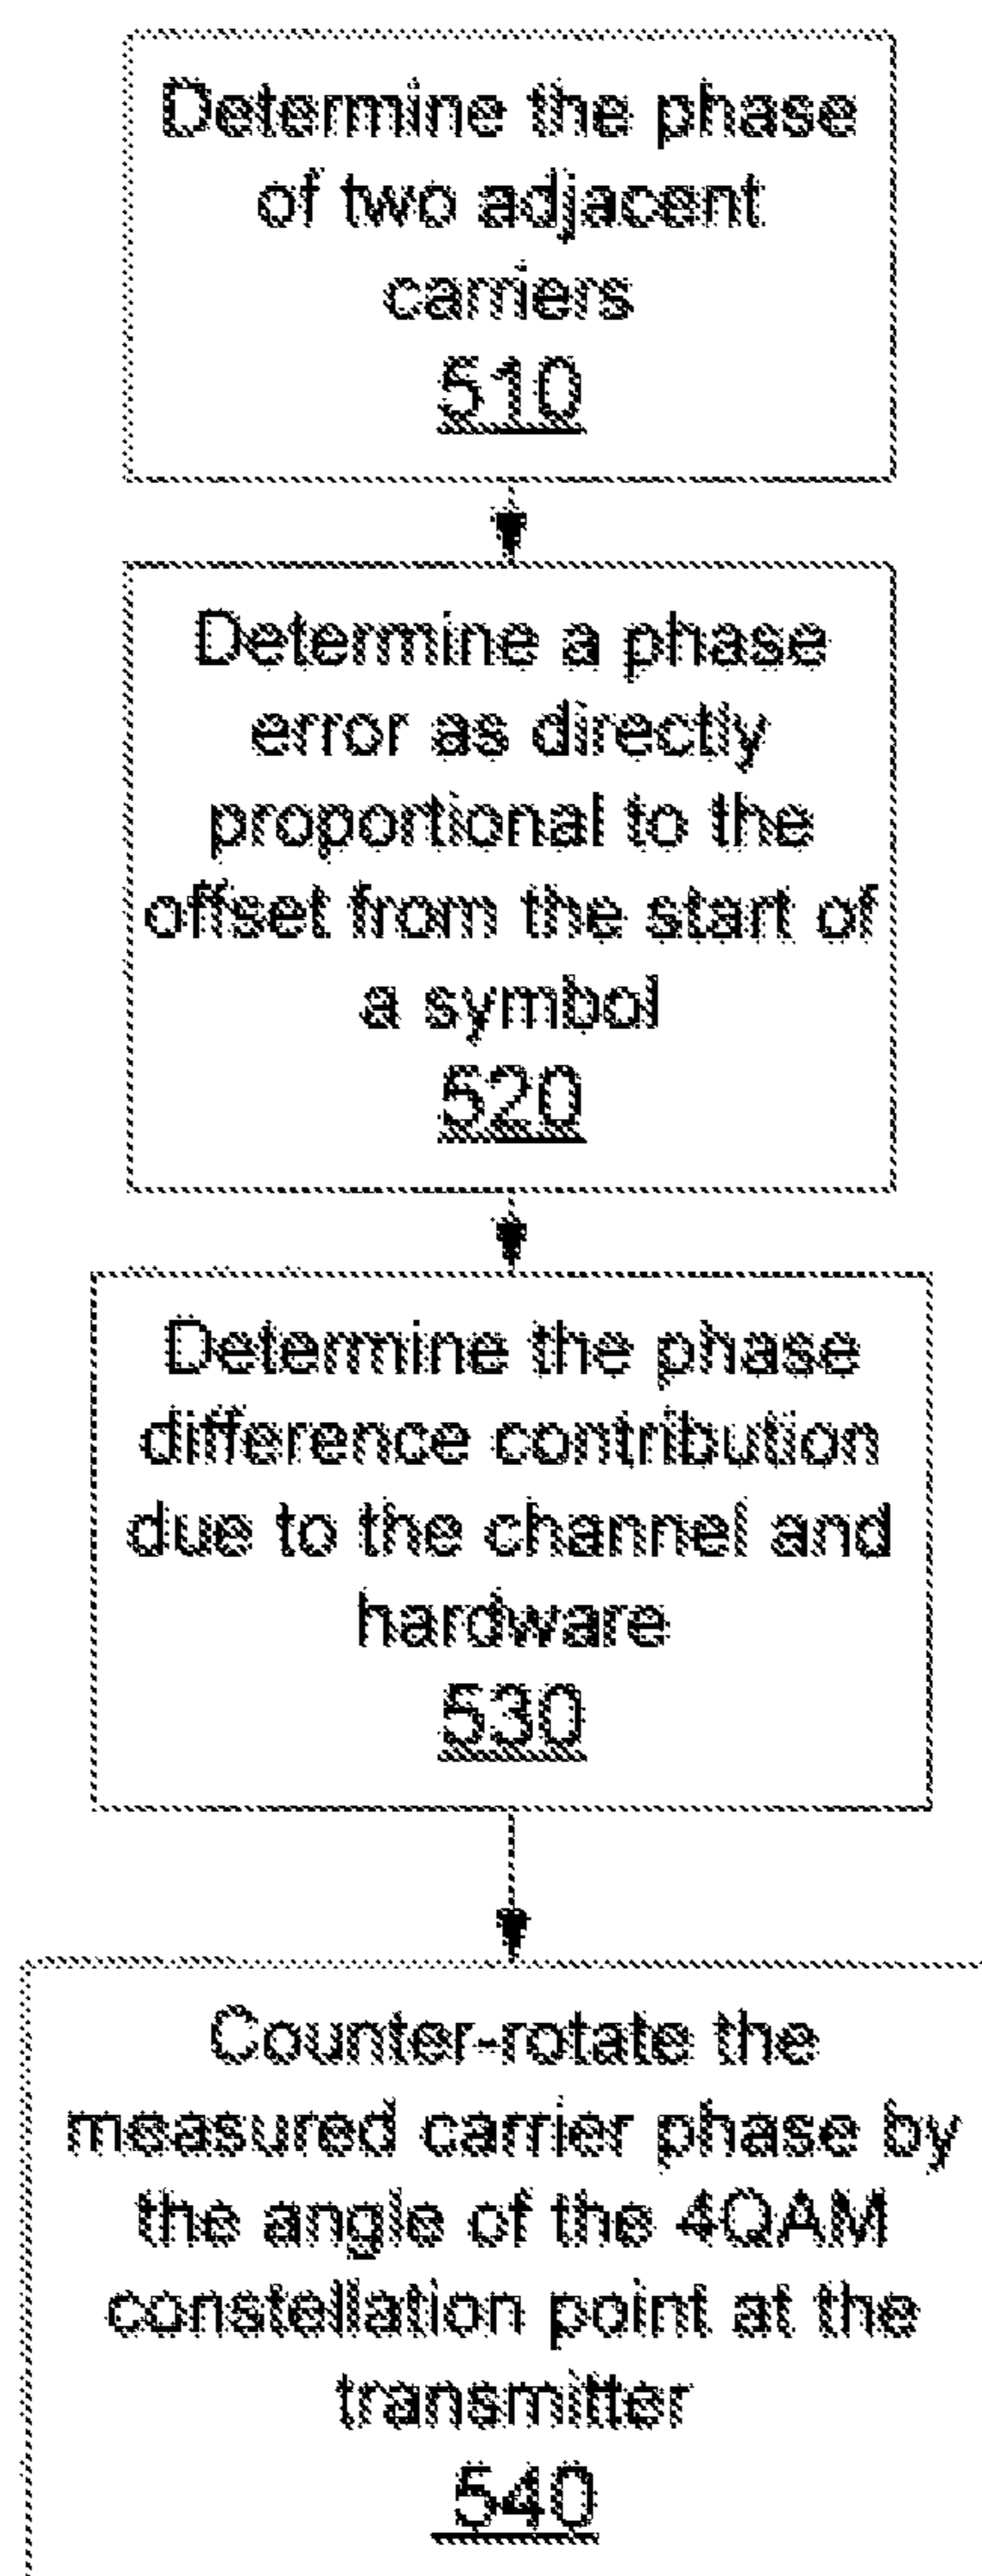 Determine the phase
of two adjacent
carriers
510
Determine a phase
error as directly
proportional to the
offset from the start of
a symbol
520
Determine the phase
difference contribution
due to the channel and
hardware
530
Counter-rotate the
measured carrier phase by
the angle of the 4QAM
constellation point at the
transmitter
540